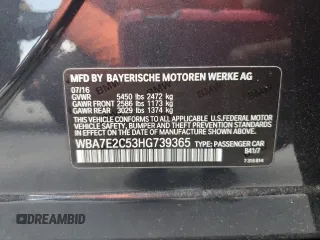 MFD BY BAYERISCHE MOTOREN WERKE AG
07/16
GVWR 5450 lbs 2472 kg
GAWR FRONT 2586 lbs 1173 kg
GAWR REAR 3029 lbs 1374 kg
THIS VEHICLE CONFORMS TO ALL APPLICABLE U.S. FEDERAL MOTOR
VEHICLE SAFETY, BUMPER, AND THEFT PREVENTION STANDARDS IN
EFFECT ON THE DATE OF MANUFACTURE SHOWN ABOVE.
WBA7E2C53HG739365 TYPE: PASSENGER CAR
B41/7
DREAMBID